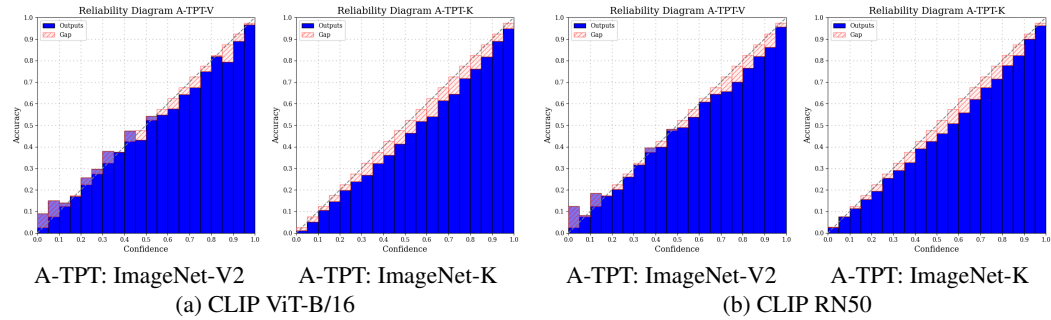 Reliability Diagram A-TPT-V
Outputs
Gap
Accuracy
1.0
0.9
0.8
0.7
0.6
0.5
0.4
0.3
0.2
0.1
0.0
0.0 0.1 0.2 0.3 0.4 0.5 0.6 0.7 0.8 0.9 1.0
Confidence
A-TPT: ImageNet-V2
Reliability Diagram A-TPT-K
Outputs
Gap
Accuracy
1.0
0.9
0.8
0.7
0.6
0.5
0.4
0.3
0.2
0.1
0.0
0.0 0.1 0.2 0.3 0.4 0.5 0.6 0.7 0.8 0.9 1.0
Confidence
A-TPT: ImageNet-K
(a) CLIP ViT-B/16
Reliability Diagram A-TPT-V
Outputs
Gap
Accuracy
1.0
0.9
0.8
0.7
0.6
0.5
0.4
0.3
0.2
0.1
0.0
0.0 0.1 0.2 0.3 0.4 0.5 0.6 0.7 0.8 0.9 1.0
Confidence
A-TPT: ImageNet-V2
Reliability Diagram A-TPT-K
Outputs
Gap
Accuracy
1.0
0.9
0.8
0.7
0.6
0.5
0.4
0.3
0.2
0.1
0.0
0.0 0.1 0.2 0.3 0.4 0.5 0.6 0.7 0.8 0.9 1.0
Confidence
A-TPT: ImageNet-K
(b) CLIP RN50